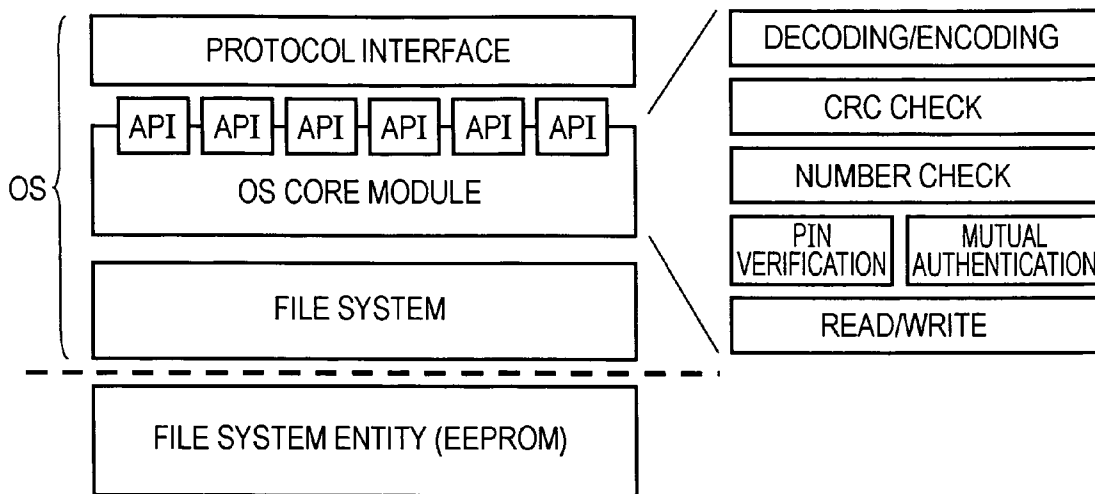 PROTOCOL INTERFACE
API API API API API API
OS CORE MODULE
OS
FILE SYSTEM
FILE SYSTEM ENTITY (EEPROM)
DECODING/ENCODING
CRC CHECK
NUMBER CHECK
PIN
VERIFICATION
MUTUAL
AUTHENTICATION
READ/WRITE